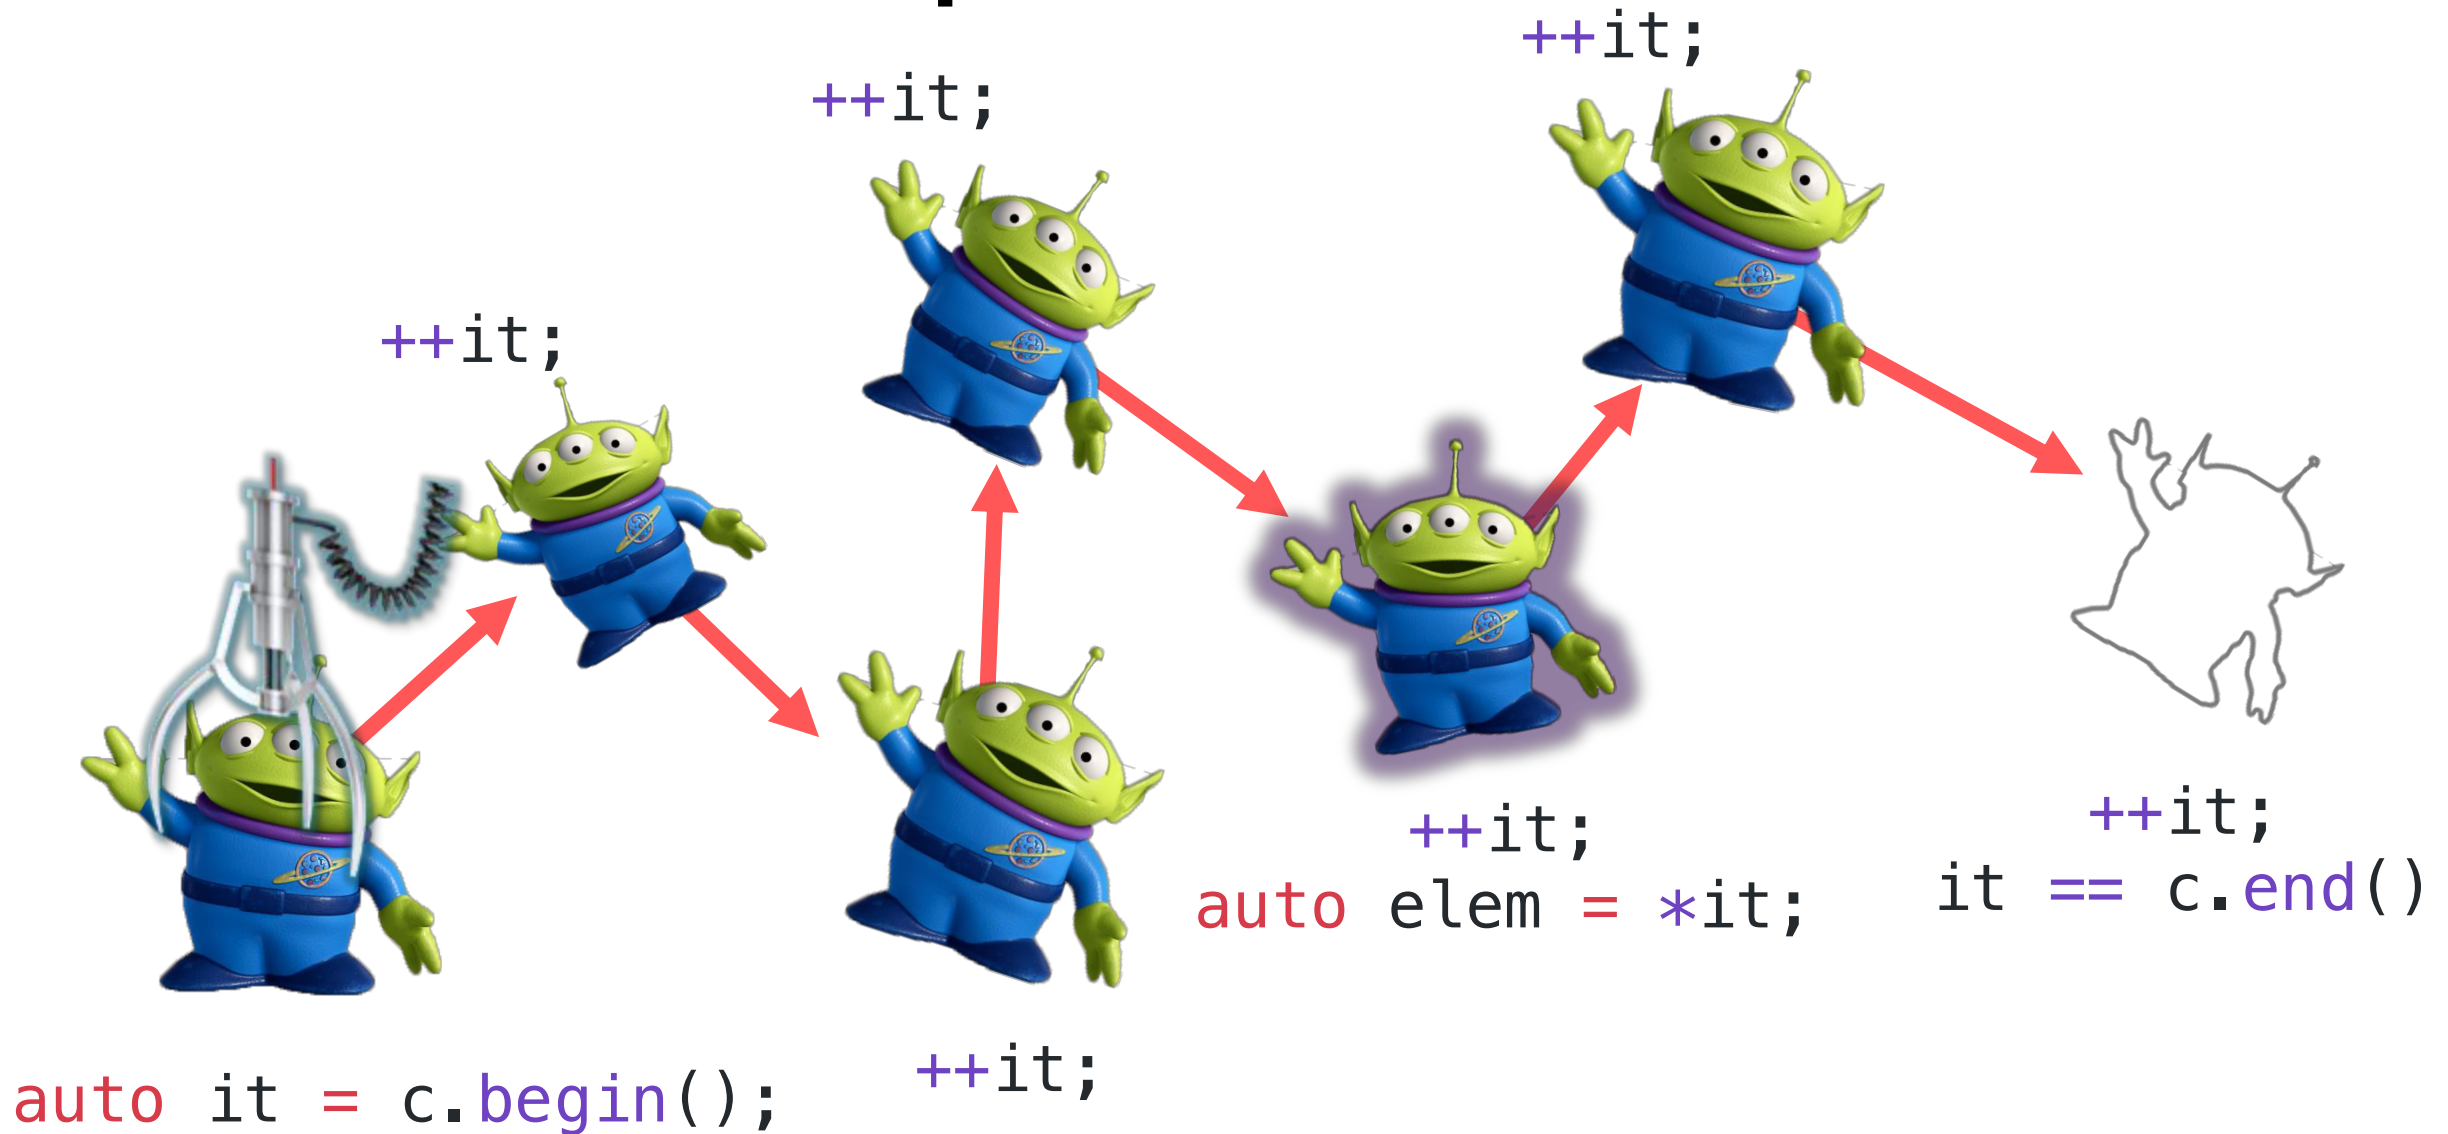 auto it = c.begin();
++it;
++it;
++it;
++it;
auto elem = *it;
++it;
++it;
it == c.end()